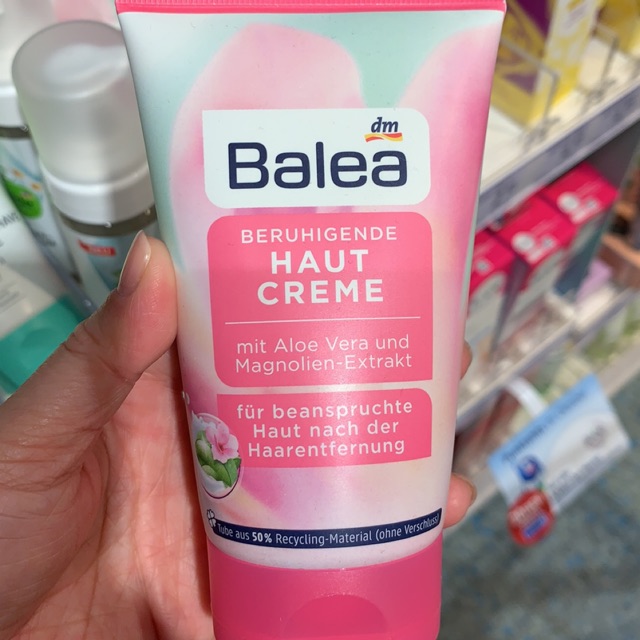 dm
Balea
BERUHIGENDE
HAUT
CREME
mit Aloe Vera und
Magnolien-Extrakt
für beanspruchte
Haut nach der
Haarentfernung
Tube aus 50% Recycling-Material (ohne Verschluss)